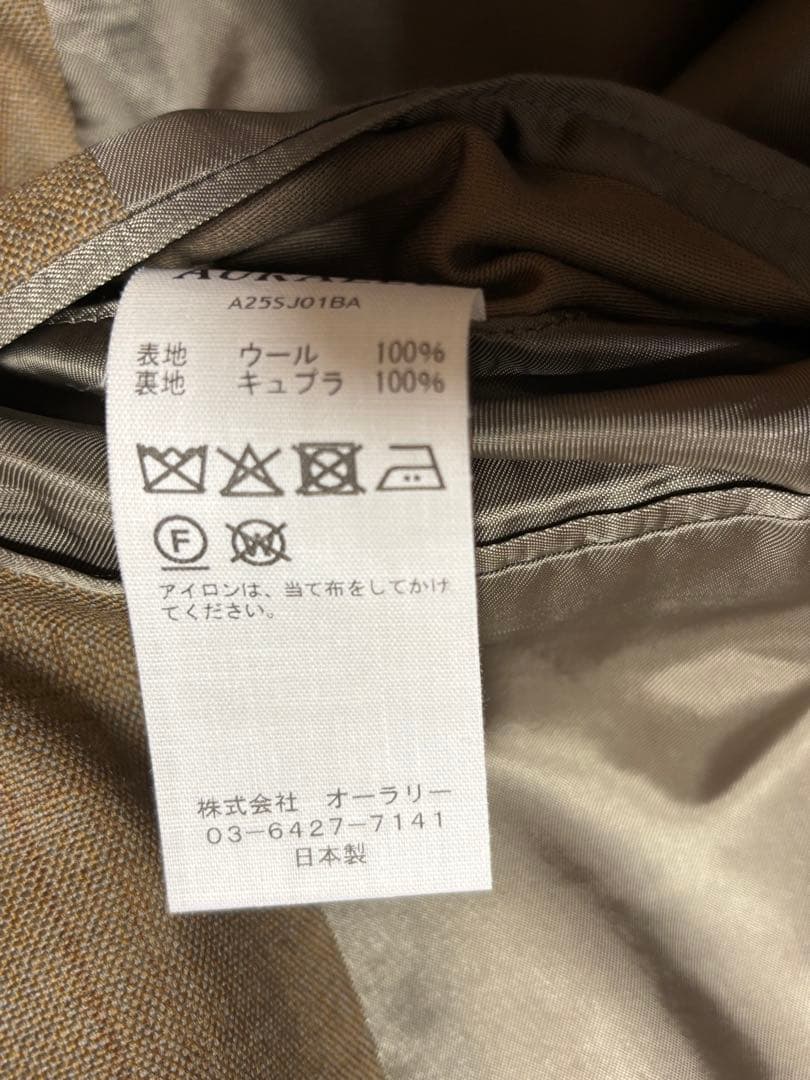 A25SJ01BA
表地 ウール 100%
裏地 キュプラ 100%
F W
アイロンは、当て布をしてかけ
てください。
株式会社 オーラリー
03-6427-7141
日本製